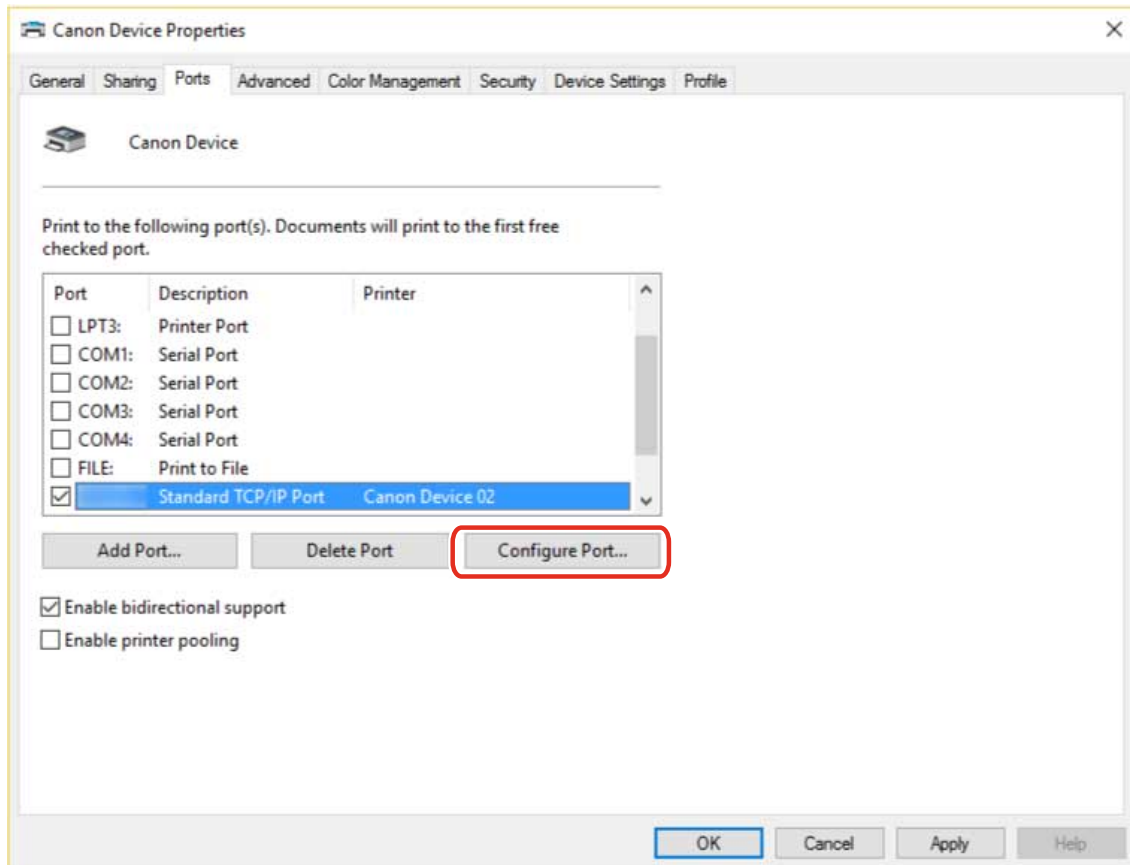 Canon Device Properties
General Sharing Ports Advanced Color Management Security Device Settings Profile
Canon Device
Print to the following port(s). Documents will print to the first free
checked port.
Port Description Printer
LPT3: Printer Port
COM1: Serial Port
COM2: Serial Port
COM3: Serial Port
COM4: Serial Port
FILE: Print to File
Standard TCP/IP Port Canon Device 02
Add Port... Delete Port Configure Port...
Enable bidirectional support
Enable printer pooling
OK Cancel Apply Help